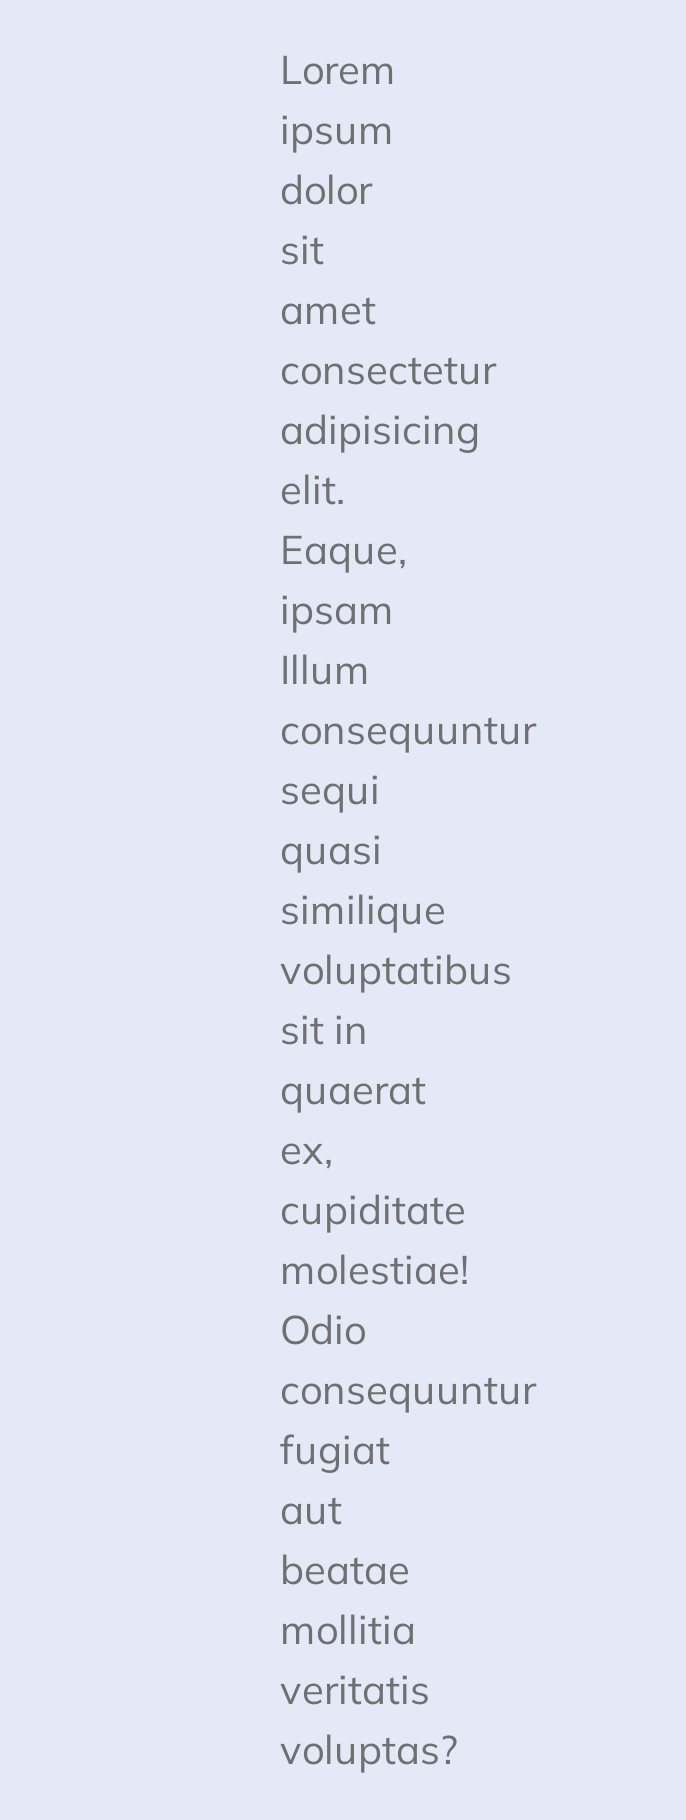 Lorem
ipsum
dolor
sit
amet
consectetur
adipisicing
elit.
Eaque,
ipsam
Illum
consequuntur
sequi
quasi
similique
voluptatibus
sit in
quaerat
ex,
cupiditate
molestiae!
Odio
consequuntur
fugiat
aut
beatae
mollitia
veritatis
voluptas?